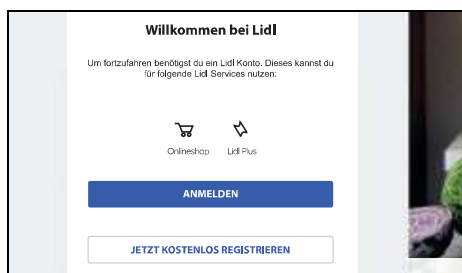 Willkommen bei Lidl
Um fortzufahren benötigst du ein Lidl Konto. Dieses kannst du
für folgende Lidl Services nutzen:
Onlineshop Lidl Plus
ANMELDEN
JETZT KOSTENLOS REGISTRIEREN